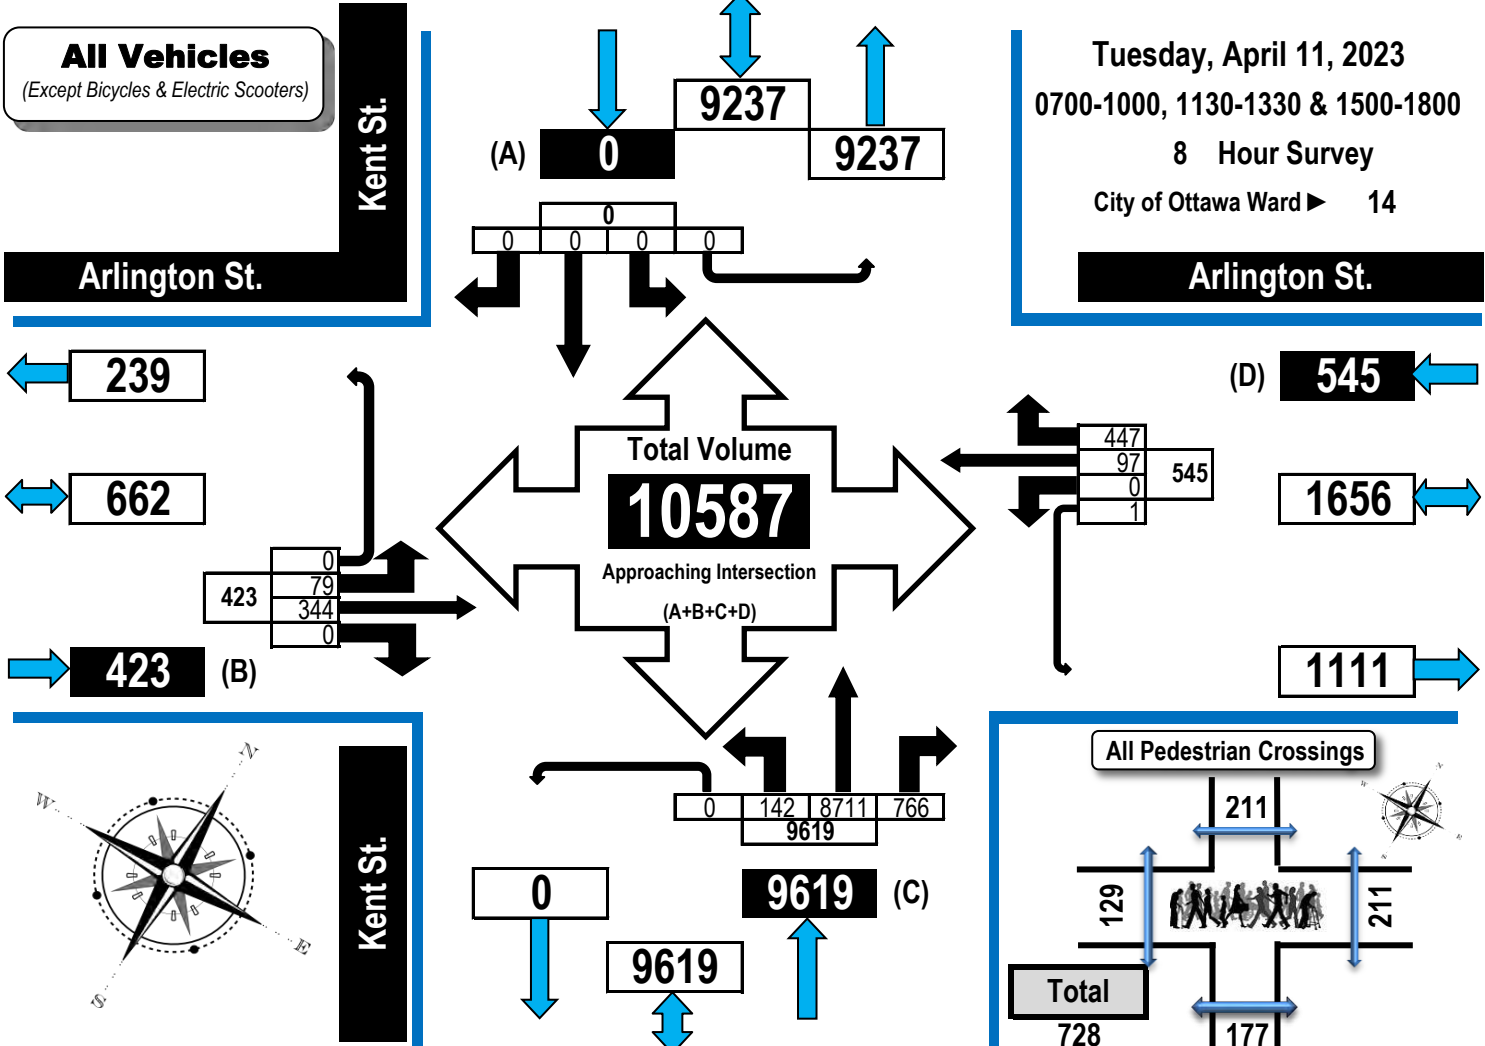 All Vehicles
(Except Bicycles & Electric Scooters)
Kent St.
Arlington St.
9237
(A) 0
9237
0
0 0 0 0
Tuesday, April 11, 2023
0700-1000, 1130-1330 & 1500-1800
8 Hour Survey
City of Ottawa Ward ► 14
Arlington St.
239
662
0
79
344
0
423
423 (B)
Total Volume
10587
Approaching Intersection
(A+B+C+D)
(D) 545
447
97
0
1
545
1656
1111
N
W
E
S
Kent St.
0 142 8711 766
9619
0
9619 (C)
9619
All Pedestrian Crossings
N
W
E
S
211
129
211
177
Total
728